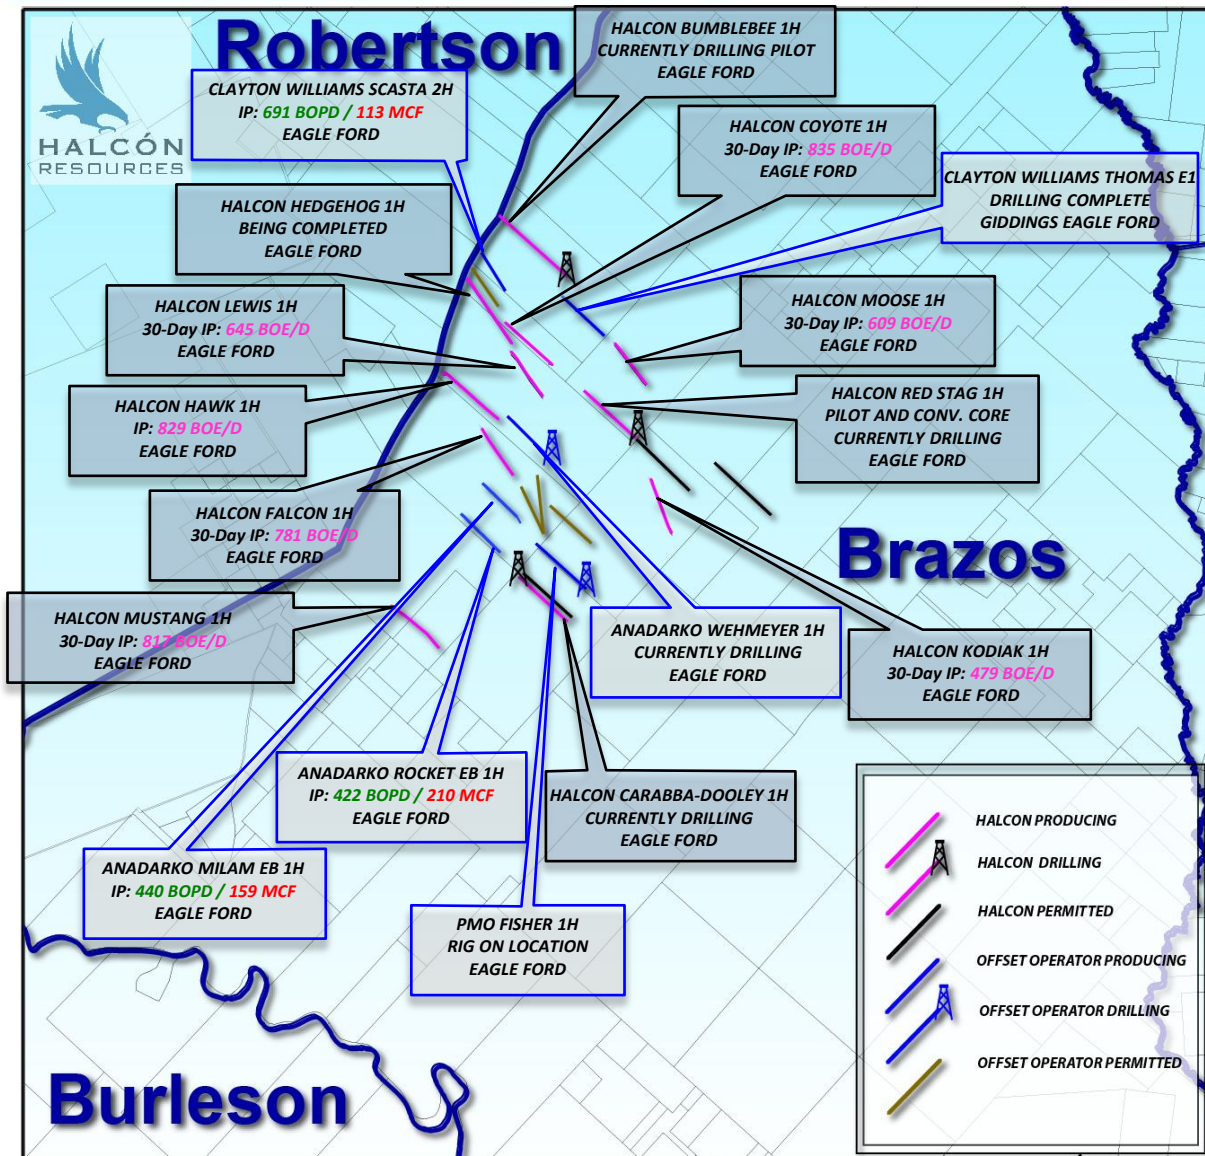 Robertson
HALCÓN
RESOURCES
HALCON BUMBLEBEE 1H
CURRENTLY DRILLING PILOT
EAGLE FORD
CLAYTON WILLIAMS SCASTA 2H
IP: 691 BOPD / 113 MCF
EAGLE FORD
HALCON COYOTE 1H
30-Day IP: 835 BOE/D
EAGLE FORD
CLAYTON WILLIAMS THOMAS E1
DRILLING COMPLETE
GIDDINGS EAGLE FORD
HALCON HEDGEHOG 1H
BEING COMPLETED
EAGLE FORD
HALCON LEWIS 1H
30-Day IP: 645 BOE/D
EAGLE FORD
HALCON MOOSE 1H
30-Day IP: 609 BOE/D
EAGLE FORD
HALCON HAWK 1H
IP: 829 BOE/D
EAGLE FORD
HALCON RED STAG 1H
PILOT AND CONV. CORE
CURRENTLY DRILLING
EAGLE FORD
HALCON FALCON 1H
30-Day IP: 781 BOE/D
EAGLE FORD
Brazos
HALCON MUSTANG 1H
30-Day IP: 817 BOE/D
EAGLE FORD
ANADARKO WEHMEYER 1H
CURRENTLY DRILLING
EAGLE FORD
HALCON KODIAK 1H
30-Day IP: 479 BOE/D
EAGLE FORD
ANADARKO ROCKET EB 1H
IP: 422 BOPD / 210 MCF
EAGLE FORD
HALCON CARABBA-DOOLEY 1H
CURRENTLY DRILLING
EAGLE FORD
ANADARKO MILAM EB 1H
IP: 440 BOPD / 159 MCF
EAGLE FORD
PMO FISHER 1H
RIG ON LOCATION
EAGLE FORD
HALCON PRODUCING
HALCON DRILLING
HALCON PERMITTED
OFFSET OPERATOR PRODUCING
OFFSET OPERATOR DRILLING
OFFSET OPERATOR PERMITTED
Burleson